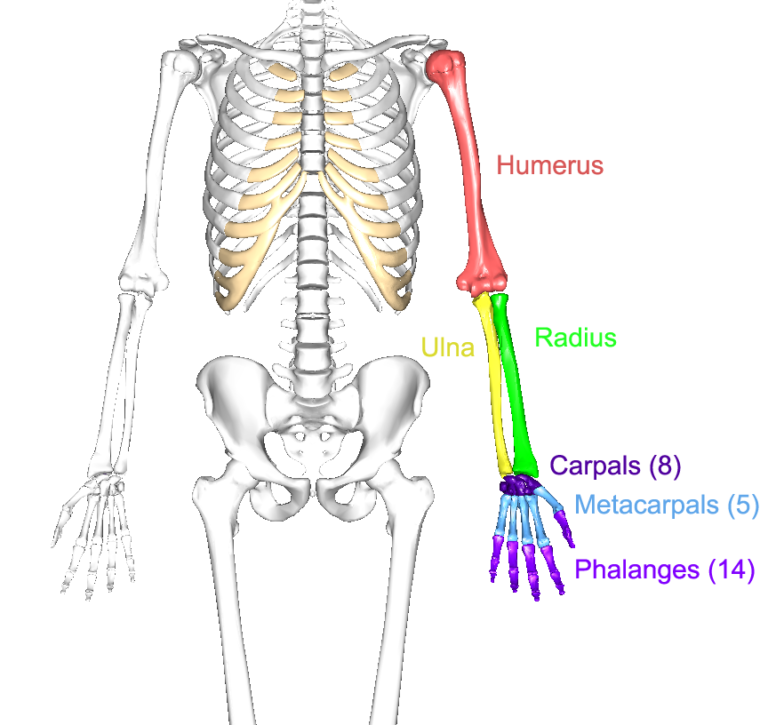 Humerus
Ulna
Radius
Carpals (8)
Metacarpals (5)
Phalanges (14)